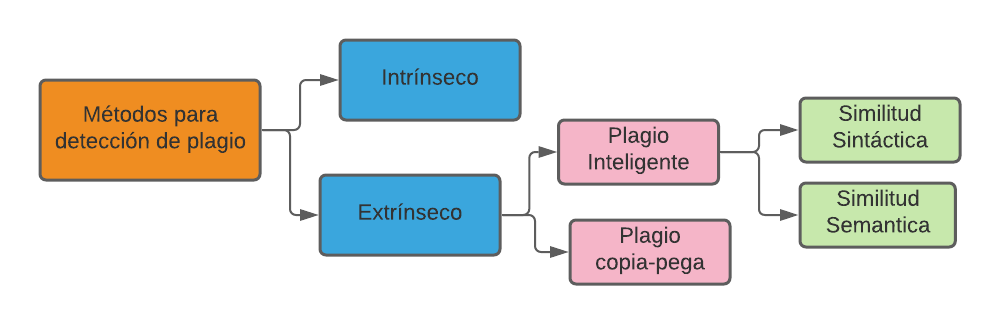 Métodos para
detección de plagio
Intrínseco
Extrínseco
Plagio
Inteligente
Plagio
copia-pega
Similitud
Sintáctica
Similitud
Semantica